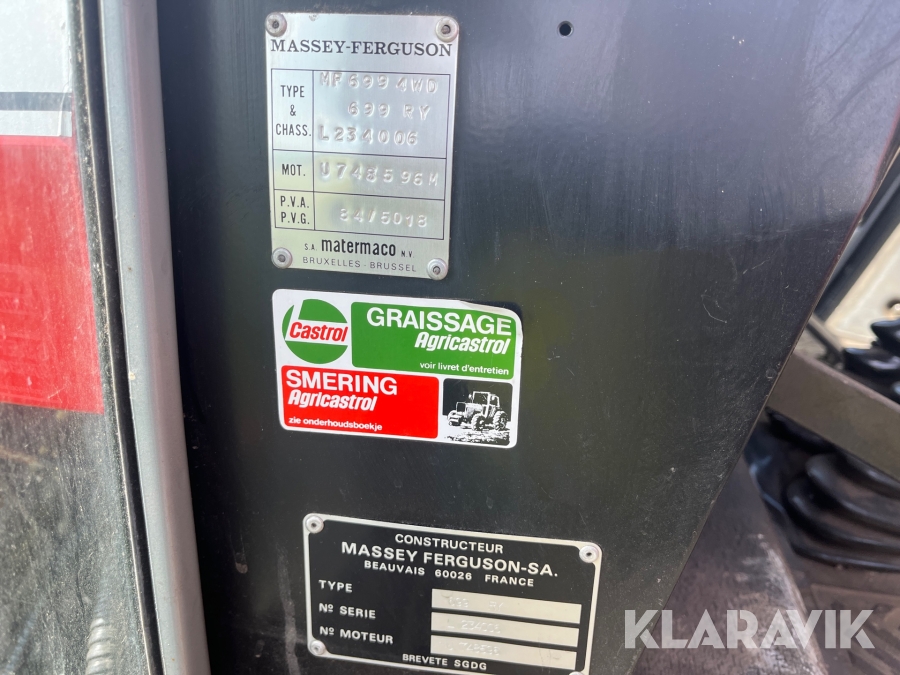 MASSEY-FERGUSON
TYPE & CHASS.
MF 699 4WD
699 RY
L234006
MOT.
U748596M
P.V.A.
P.V.G.
84/5018
S.A. matermaco N.V.
BRUXELLES - BRUSSEL
Castrol
GRAISSAGE
Agricastrol
voir livret d'entretien
SMERING
Agricastrol
zie onderhoudsboekje
CONSTRUCTEUR
MASSEY FERGUSON-SA.
BEAUVAIS 60026 FRANCE
TYPE
Nº SERIE
Nº MOTEUR
BREVETE SGDG
KLARAVIK